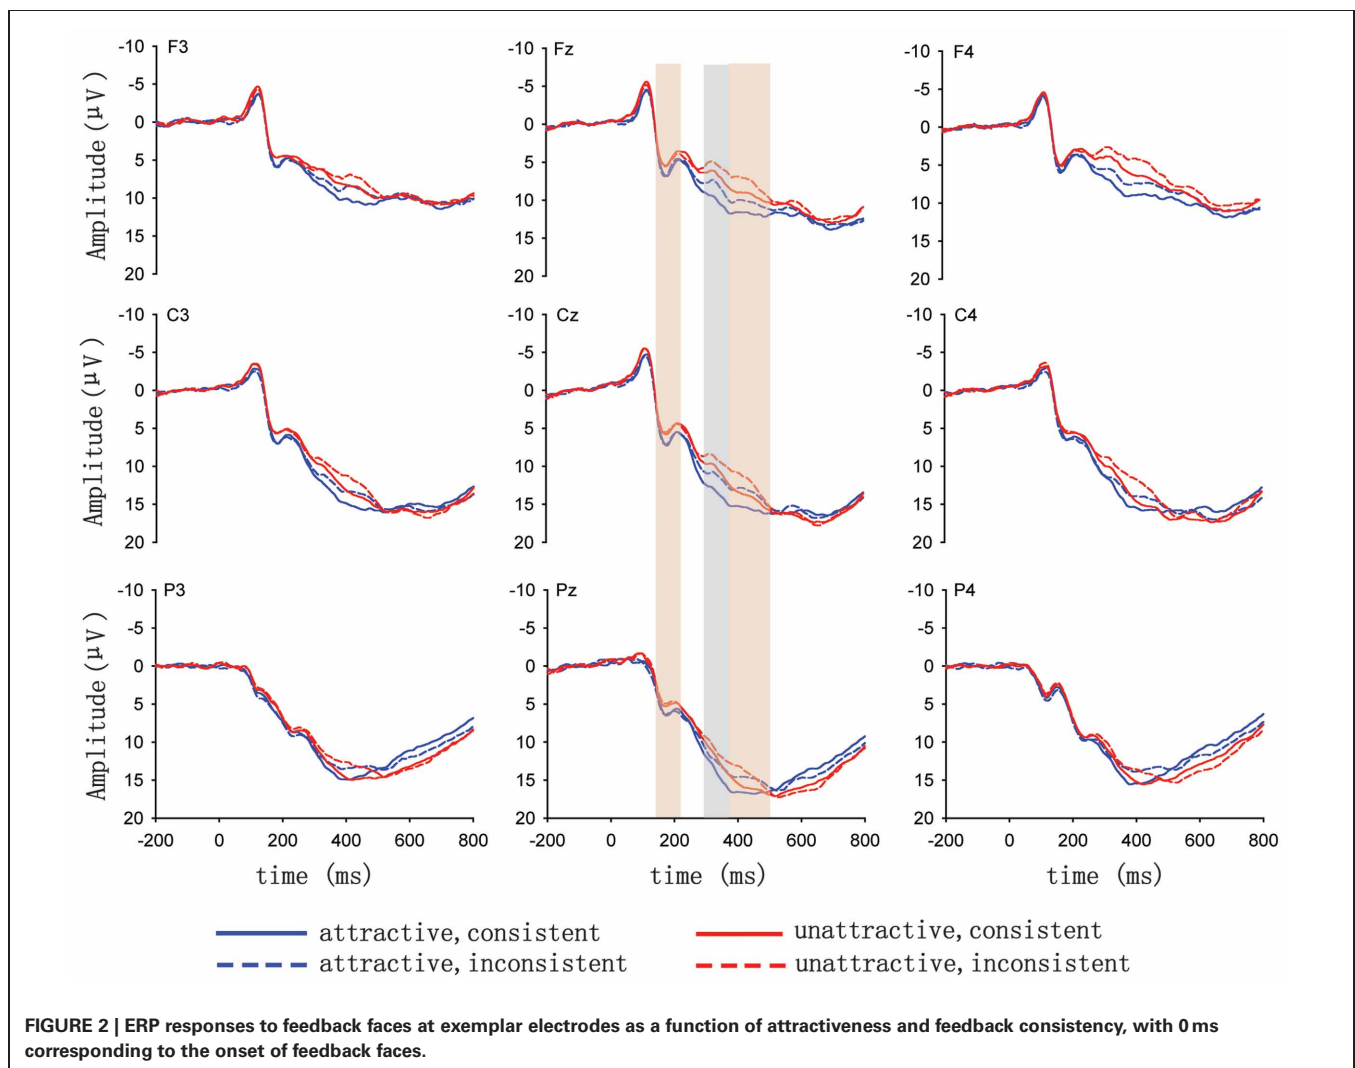 F3
-10
-5
0
5
10
15
20
Amplitude(μV)
Fz
-10
-5
0
5
10
15
20
F4
-10
-5
0
5
10
15
20
C3
-10
-5
0
5
10
15
20
Amplitude(μV)
Cz
-10
-5
0
5
10
15
20
C4
-10
-5
0
5
10
15
20
P3
-10
-5
0
5
10
15
20
Amplitude(μV)
-200 0 200 400 600 800
time (ms)
Pz
-10
-5
0
5
10
15
20
-200 0 200 400 600 800
time (ms)
P4
-10
-5
0
5
10
15
20
-200 0 200 400 600 800
time (ms)
attractive, consistent
unattractive, consistent
attractive, inconsistent
unattractive, inconsistent
FIGURE 2 | ERP responses to feedback faces at exemplar electrodes as a function of attractiveness and feedback consistency, with 0 ms
corresponding to the onset of feedback faces.